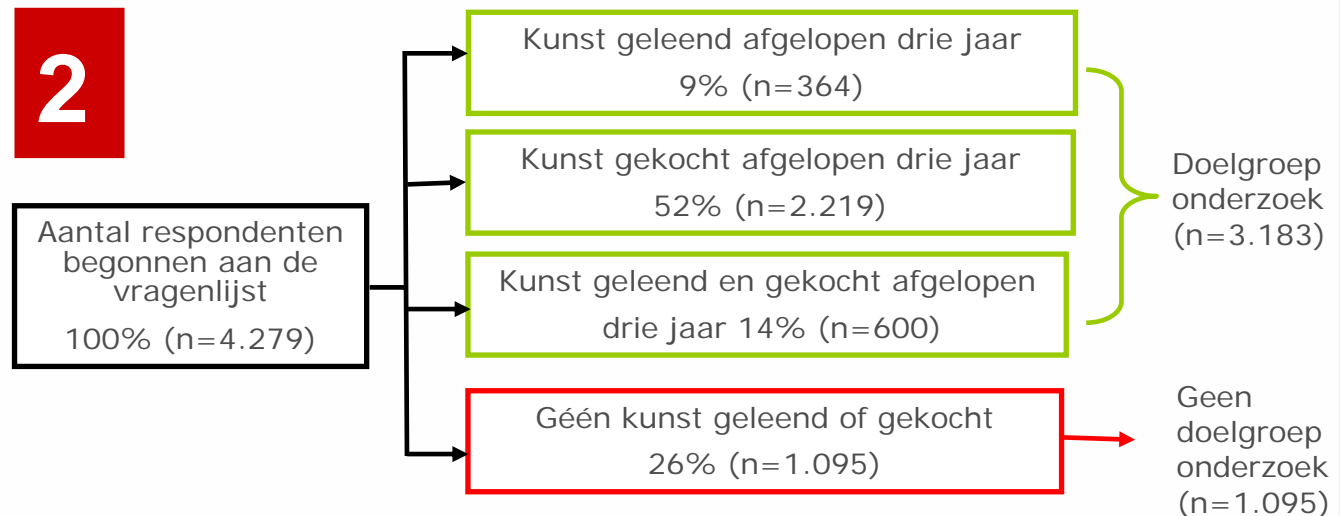 2
Aantal respondenten
begonnen aan de
vragenlijst
100% (n=4.279)
Kunst geleend afgelopen drie jaar
9% (n=364)
Kunst gekocht afgelopen drie jaar
52% (n=2.219)
Kunst geleend en gekocht afgelopen
drie jaar 14% (n=600)
Géén kunst geleend of gekocht
26% (n=1.095)
Doelgroep
onderzoek
(n=3.183)
Geen
doelgroep
onderzoek
(n=1.095)